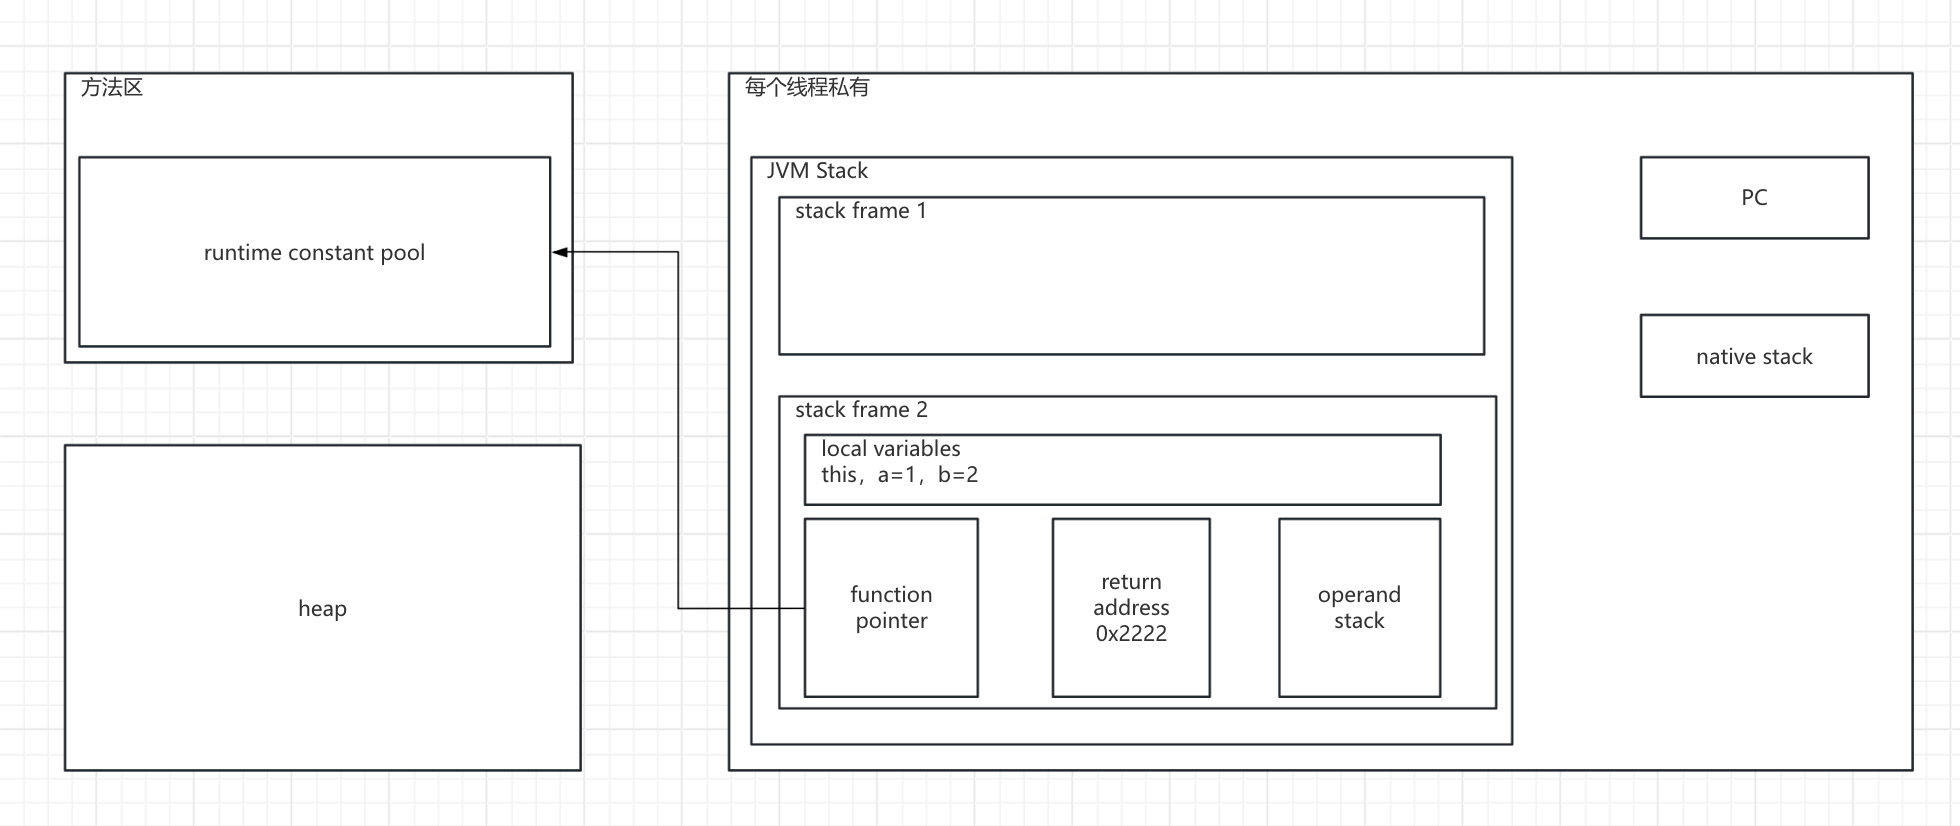 方法区
runtime constant pool
heap
每个线程私有
JVM Stack
stack frame 1
stack frame 2
local variables
this，a=1，b=2
function
pointer
return
address
0x2222
operand
stack
PC
native stack